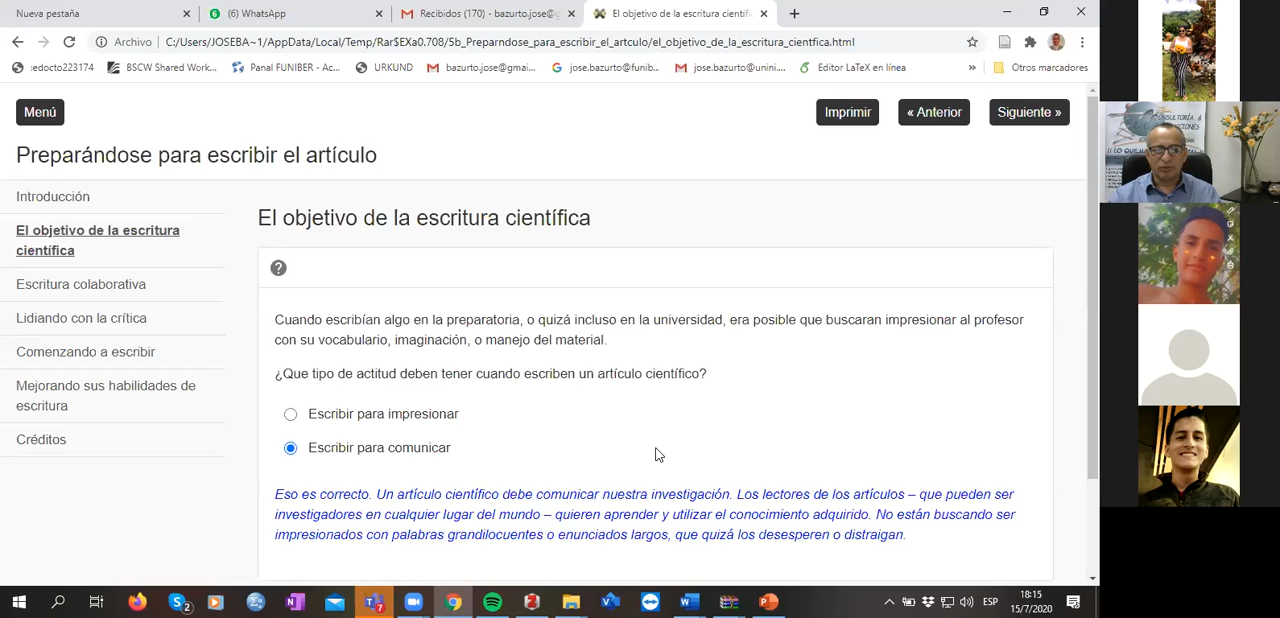 Nueva pestaña
(6) WhatsApp
Recibidos (170) - bazurto.jose@g
El objetivo de la escritura científi
Archivo
C:/Users/JOSEBA~1/AppData/Local/Temp/Rar$EXa0.708/5b_Preparndose_para_escribir_el_artculo/el_objetivo_de_la_escritura_cientfica.html
:edocto223174
BSCW Shared Work...
Panal FUNIBER - Ac...
URKUND
bazurto.jose@gmai...
jose.bazurto@funib...
jose.bazurto@unini....
Editor LaTeX en línea
»
Otros marcadores
Menú
Imprimir
« Anterior
Siguiente »
Preparándose para escribir el artículo
Introducción
El objetivo de la escritura
científica
Escritura colaborativa
Lidiando con la crítica
Comenzando a escribir
Mejorando sus habilidades de
escritura
Créditos
El objetivo de la escritura científica
Cuando escribían algo en la preparatoria, o quizá incluso en la universidad, era posible que buscaran impresionar al profesor
con su vocabulario, imaginación, o manejo del material.
¿Que tipo de actitud deben tener cuando escriben un artículo científico?
Escribir para impresionar
Escribir para comunicar
Eso es correcto. Un artículo científico debe comunicar nuestra investigación. Los lectores de los artículos – que pueden ser
investigadores en cualquier lugar del mundo – quieren aprender y utilizar el conocimiento adquirido. No están buscando ser
impresionados con palabras grandilocuentes o enunciados largos, que quizá los desesperen o distraigan.
CONSULTORÍA &
ESP
18:15
15/7/2020